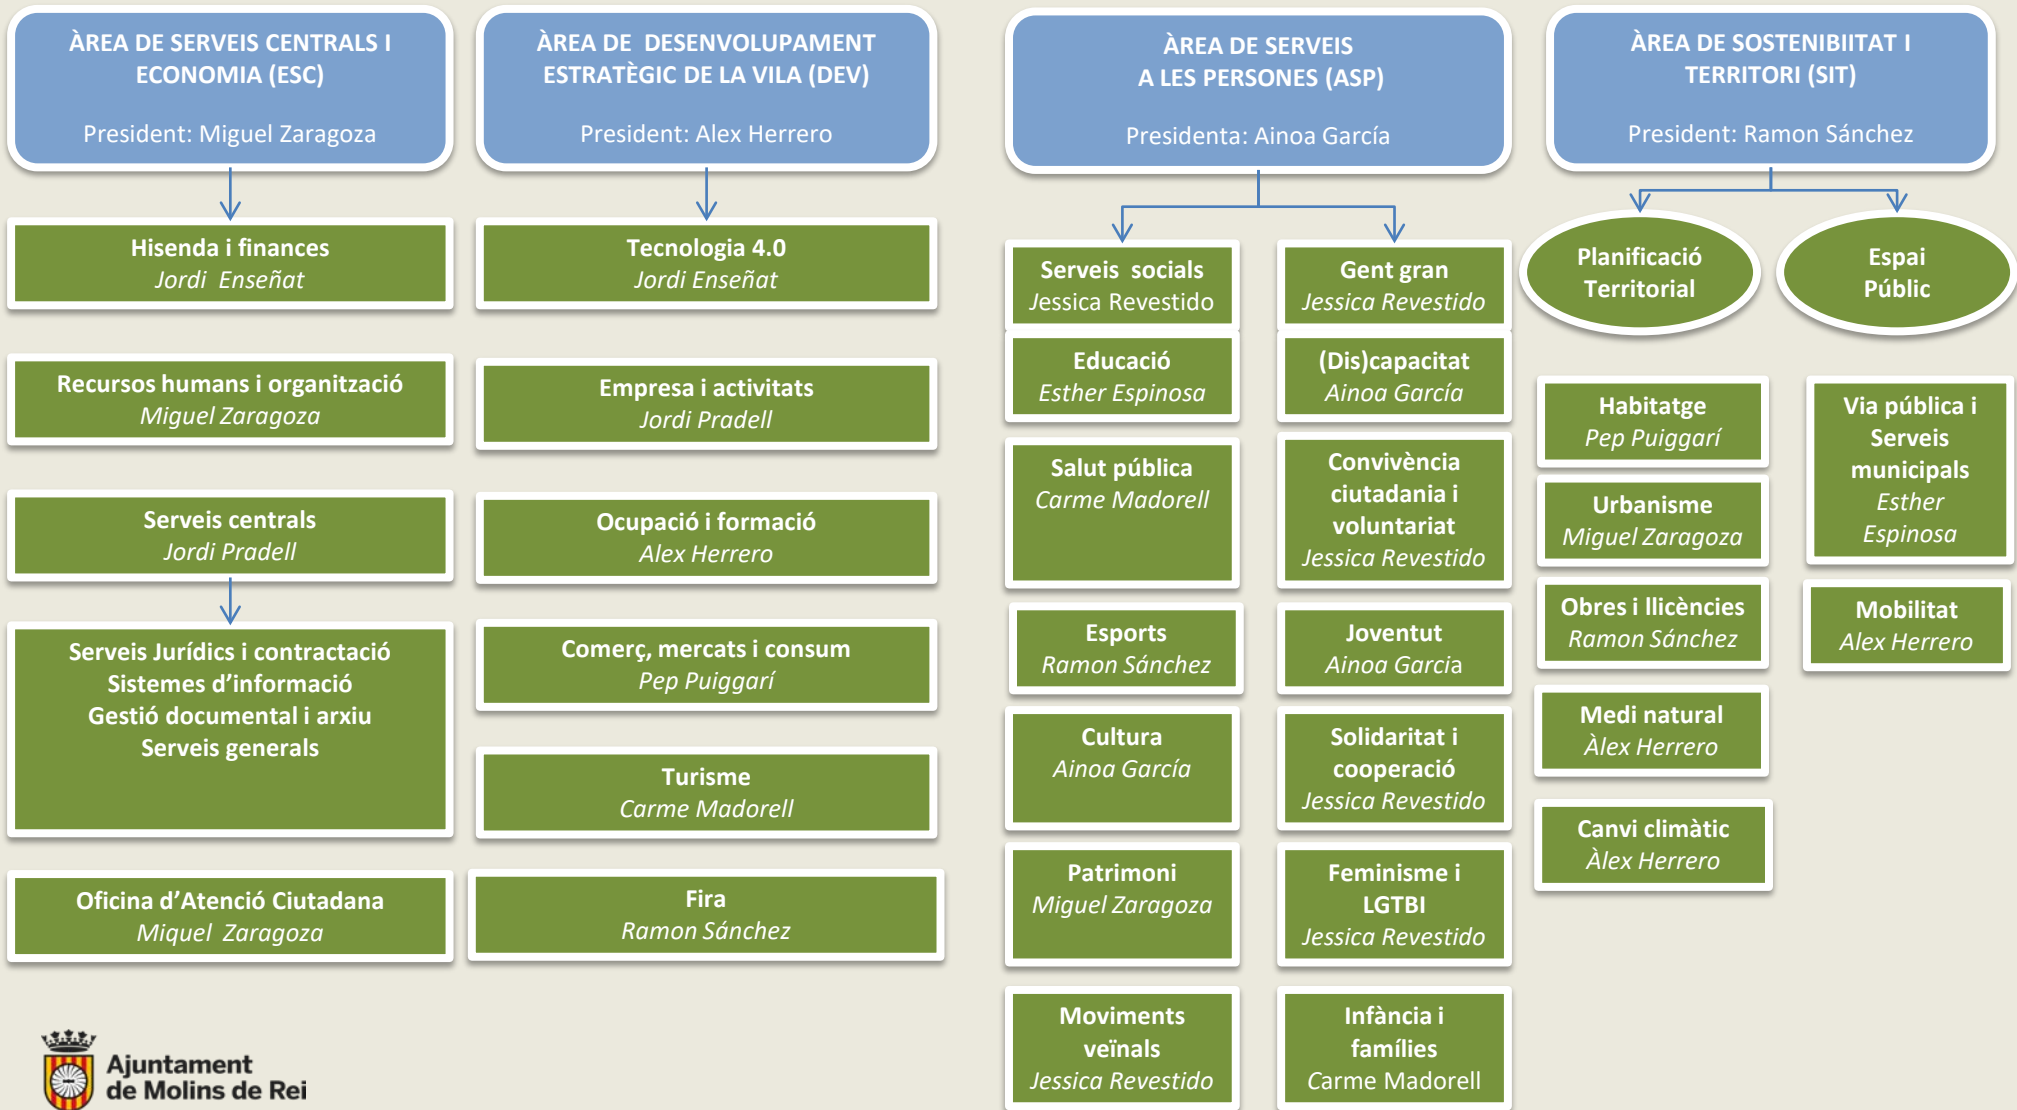 ÀREA DE SERVEIS CENTRALS I
ECONOMIA (ESC)
President: Miguel Zaragoza
Hisenda i finances
Jordi Enseñat
Recursos humans i organització
Miguel Zaragoza
Serveis centrals
Jordi Pradell
Serveis Jurídics i contractació
Sistemes d'informació
Gestió documental i arxiu
Serveis generals
Oficina d'Atenció Ciutadana
Miquel Zaragoza
ÀREA DE DESENVOLUPAMENT
ESTRATÈGIC DE LA VILA (DEV)
President: Alex Herrero
Tecnologia 4.0
Jordi Enseñat
Empresa i activitats
Jordi Pradell
Ocupació i formació
Alex Herrero
Comerç, mercats i consum
Pep Puiggarí
Turisme
Carme Madorell
Fira
Ramon Sánchez
ÀREA DE SERVEIS
A LES PERSONES (ASP)
Presidenta: Ainoa García
Serveis socials
Jessica Revestido
Educació
Esther Espinosa
Salut pública
Carme Madorell
Esports
Ramon Sánchez
Cultura
Ainoa García
Patrimoni
Miguel Zaragoza
Moviments
veïnals
Jessica Revestido
Gent gran
Jessica Revestido
(Dis)capacitat
Ainoa García
Convivència
ciutadania i
voluntariat
Jessica Revestido
Joventut
Ainoa Garcia
Solidaritat i
cooperació
Jessica Revestido
Feminisme i
LGTBI
Jessica Revestido
Infància i
famílies
Carme Madorell
ÀREA DE SOSTENIBIITAT I
TERRITORI (SIT)
President: Ramon Sánchez
Planificació
Territorial
Habitatge
Pep Puiggarí
Urbanisme
Miguel Zaragoza
Obres i llicències
Ramon Sánchez
Medi natural
Àlex Herrero
Canvi climàtic
Àlex Herrero
Espai
Públic
Via pública i
Serveis
municipals
Esther
Espinosa
Mobilitat
Alex Herrero
Ajuntament
de Molins de Rei